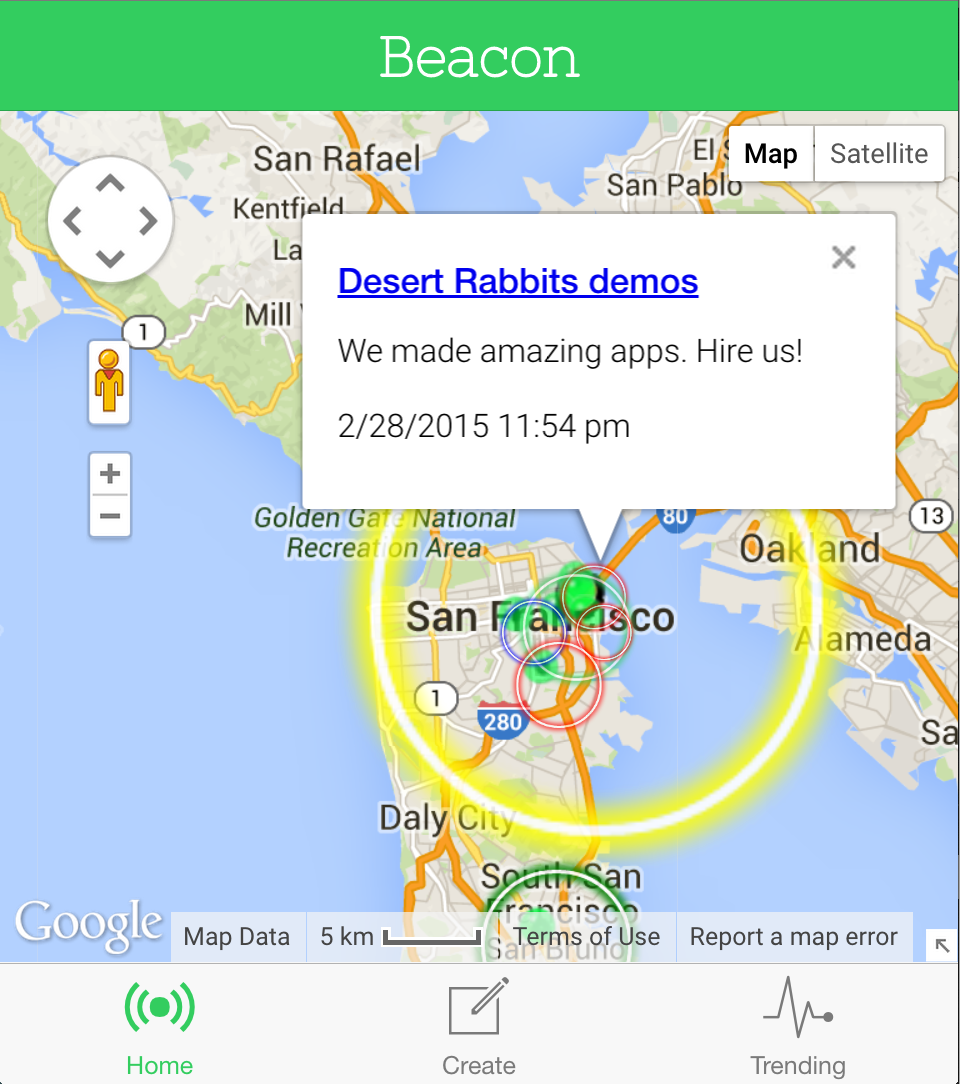 Beacon
San Rafael
El S
Map
Satellite
San Pablo
Kentfield
La
Mill
1
Desert Rabbits demos
We made amazing apps. Hire us!
2/28/2015 11:54 pm
Golden Gate National
Recreation Area
80
13
Oakland
San Francisco
Alameda
1
280
Sa
Daly City
South San
Francisco
San Bruno
Google
Map Data
5 km
Terms of Use
Report a map error
Home
Create
Trending